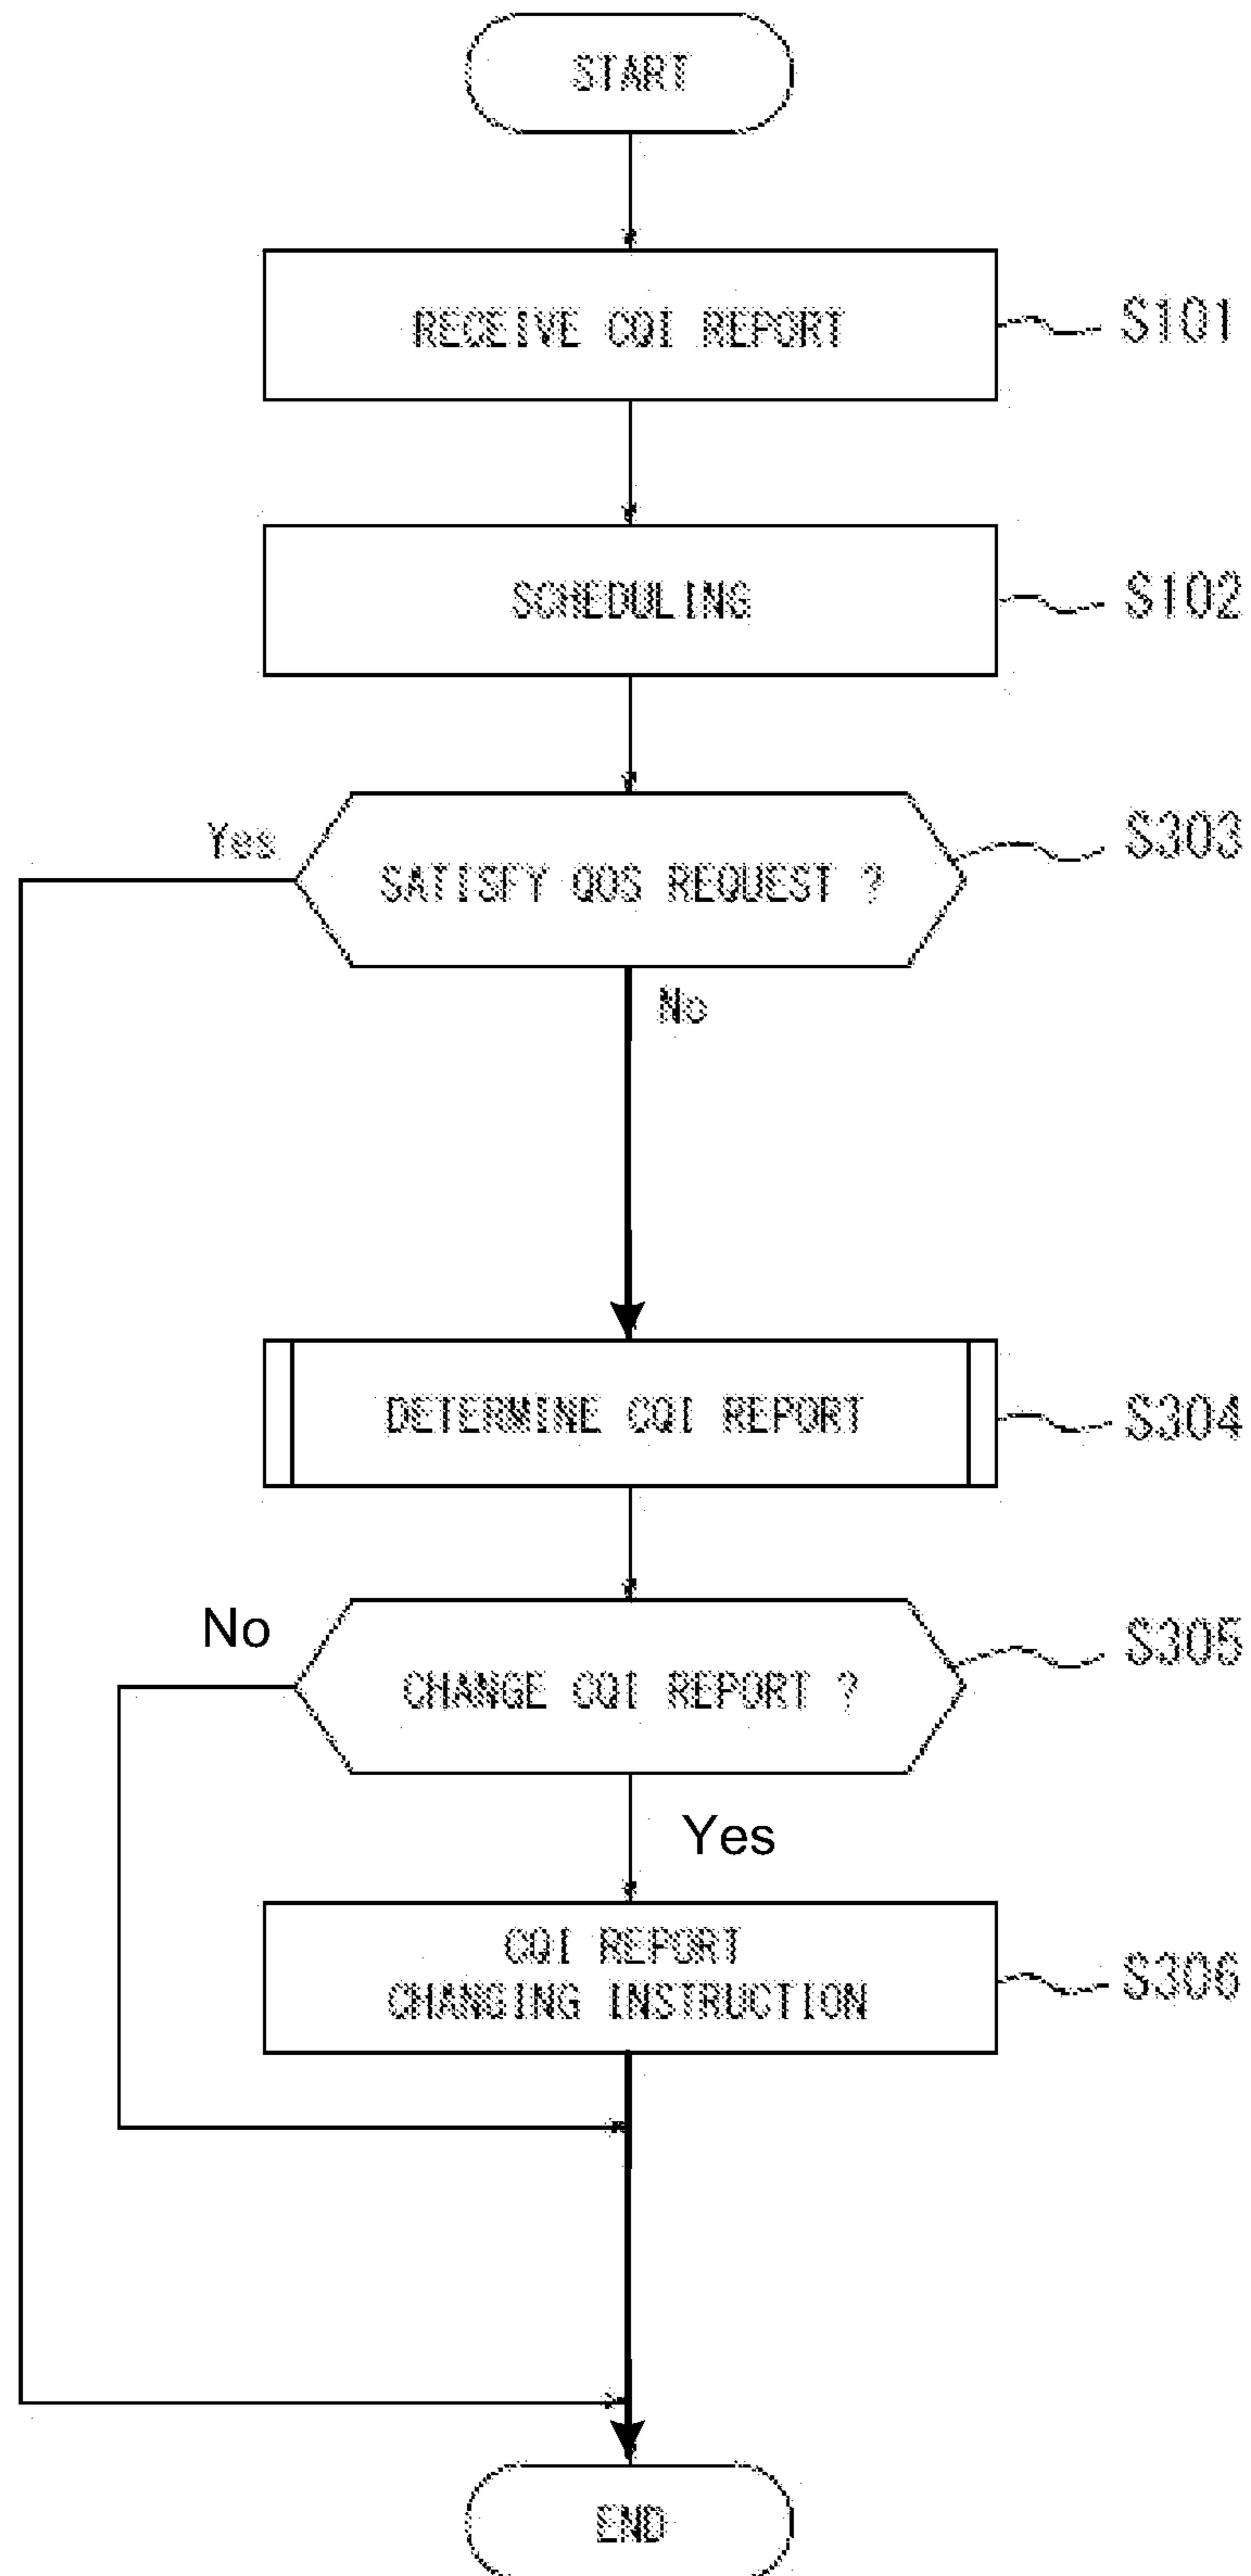 START
RECEIVE CQI REPORT
S101
SCHEDULING
S102
Yes
SATISFY QOS REQUEST ?
S303
No
DETERMINE CQI REPORT
S304
No
CHANGE CQI REPORT ?
S305
Yes
CQI REPORT
CHANGING INSTRUCTION
S306
END